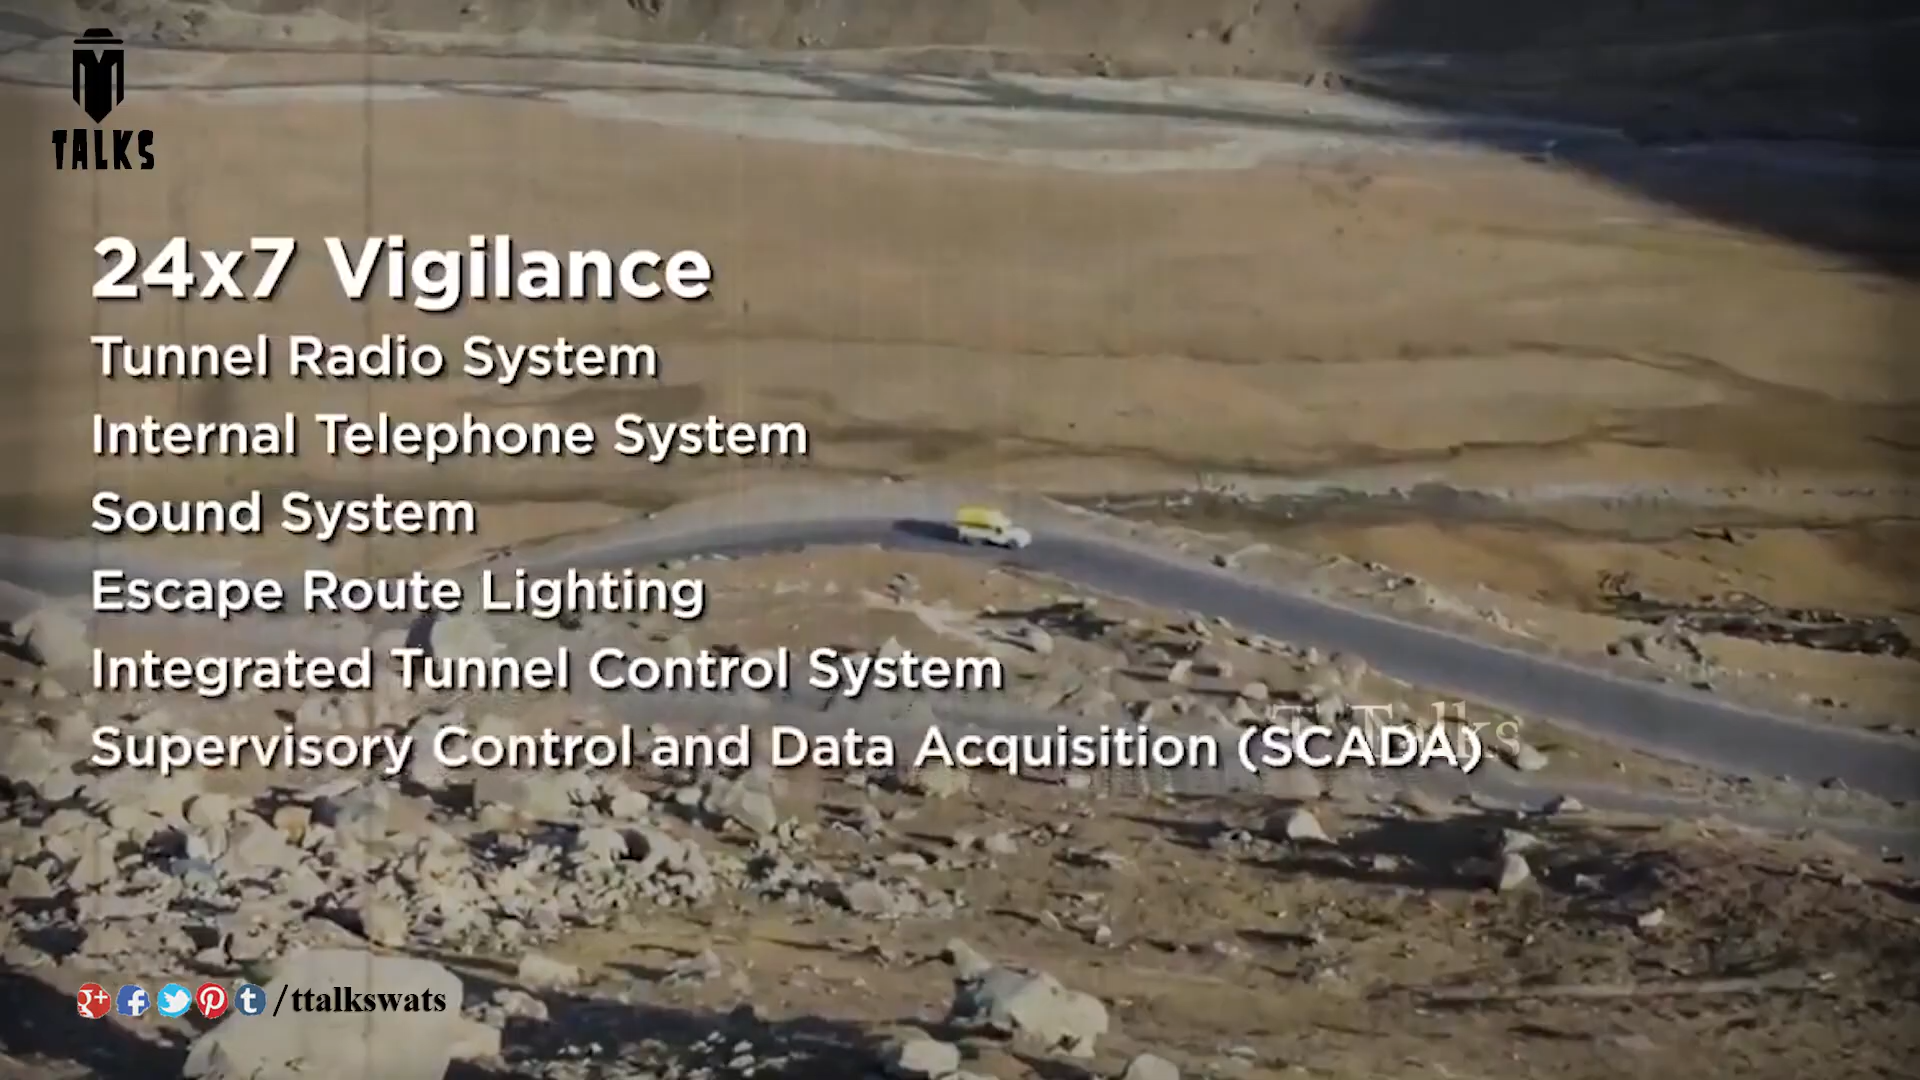 TALKS
24x7 Vigilance
Tunnel Radio System
Internal Telephone System
Sound System
Escape Route Lighting
Integrated Tunnel Control System
Supervisory Control and Data Acquisition (SCADA)
T Talks
/ttalkswats